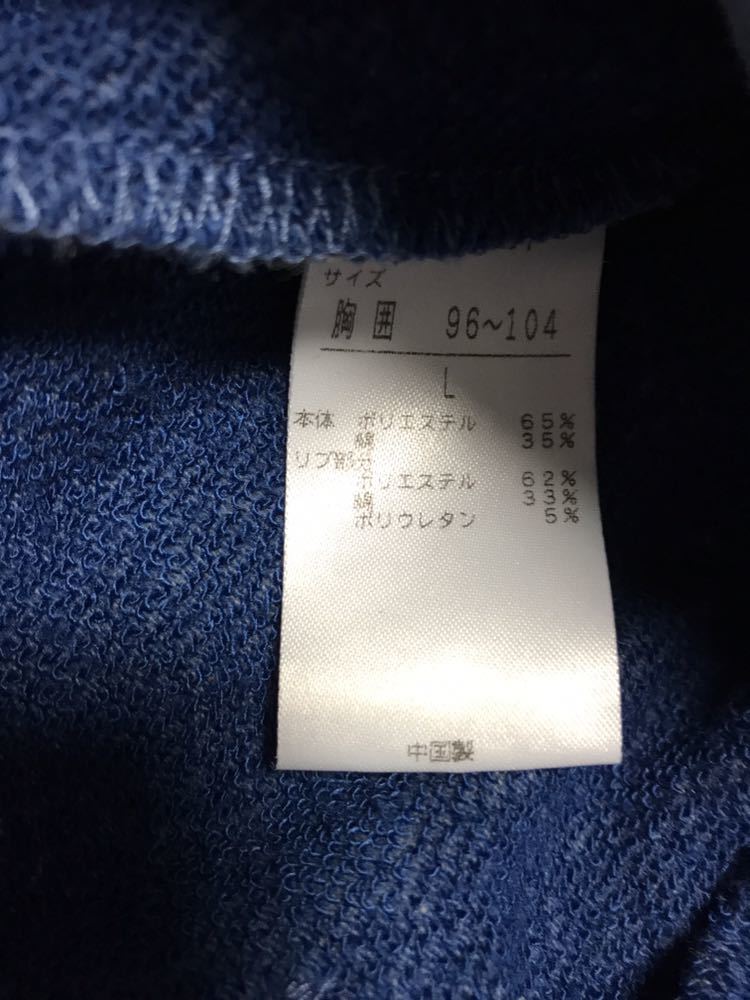 サイズ
胸囲 96~104
L
本体 ポリエステル 65%
綿 35%
リブ部分
ポリエステル 62%
綿 33%
ポリウレタン 5%
中国製